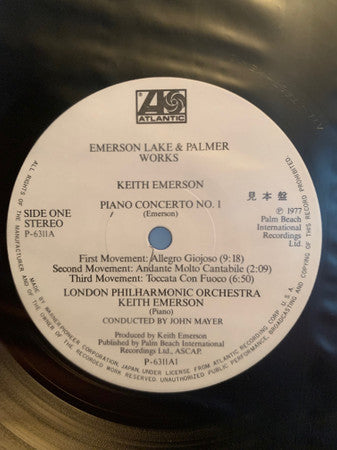 ATLANTIC
EMERSON LAKE & PALMER
WORKS
KEITH EMERSON
PIANO CONCERTO NO. 1
(Emerson)
SIDE ONE
STEREO
P-6311A
見本盤
Ⓟ 1977
Palm Beach
International
Recordings
Ltd
First Movement: Allegro Giojoso (9:18)
Second Movement: Andante Molto Cantabile (2:09)
Third Movement: Toccata Con Fuoco (6:50)
LONDON PHILHARMONIC ORCHESTRA
KEITH EMERSON
(Piano)
CONDUCTED BY JOHN MAYER
Produced by Keith Emerson
Published by Palm Beach International
Recordings Ltd., ASCAP.
P-6311A1
ALL RIGHTS OF THE MANUFACTURER AND OF THE
MADE BY WARNER-PIONEER CORPORATION, JAPAN, UNDER LICENSE FROM ATLANTIC RECORDING CORP. U.S.A.
WORK RESERVED. UNAUTHORIZED PUBLIC PERFORMANCE, BROADCASTING AND COPYING OF THIS RECORD PROHIBITED.